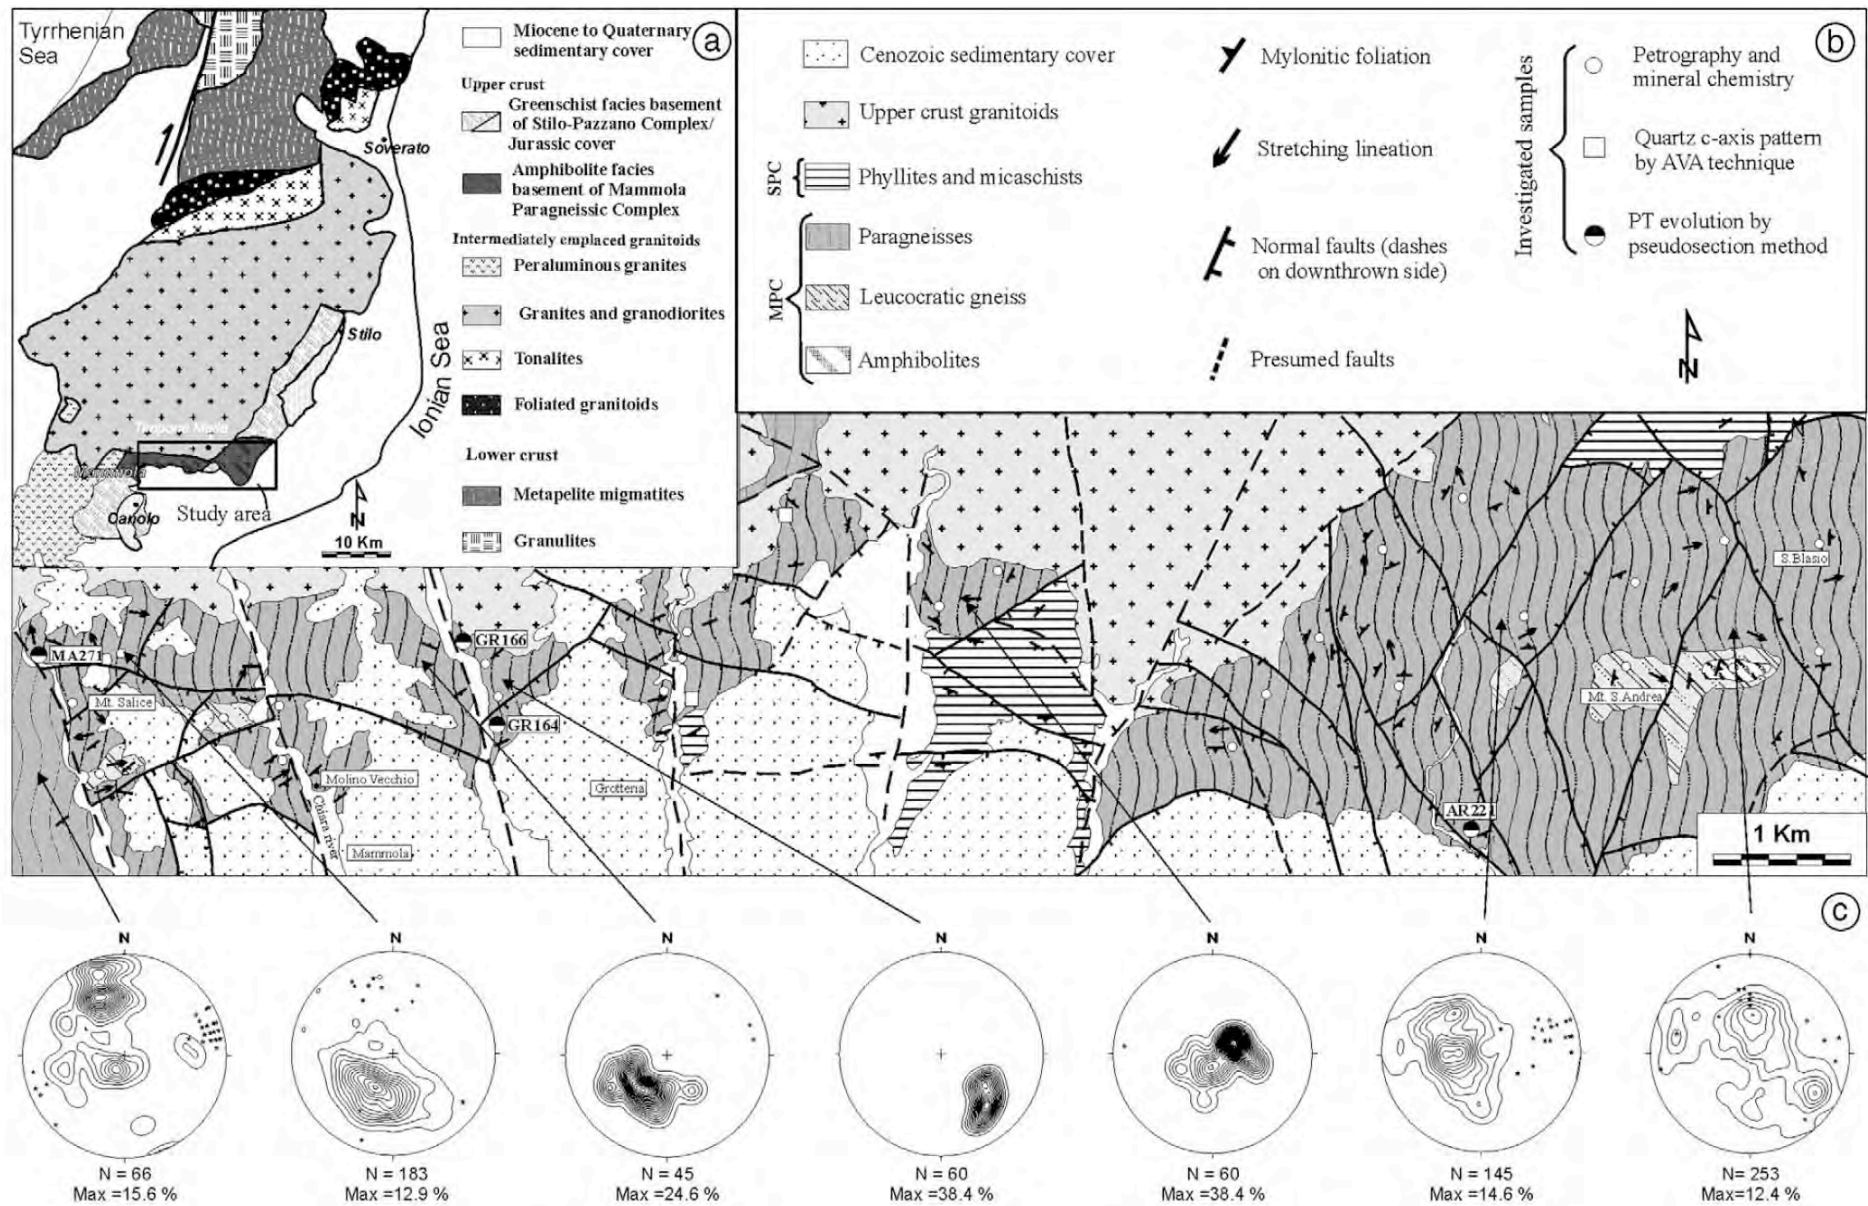 Tyrrhenian
Sea
Soverato
Stilo
Ionian Sea
Mammola
Canolo
Study area
N
10 Km
a
Miocene to Quaternary
sedimentary cover
Upper crust
Greenschist facies basement
of Stilo-Pazzano Complex/
Jurassic cover
Amphibolite facies
basement of Mammola
Paragneissic Complex
Intermediately emplaced granitoids
Peraluminous granites
Granites and granodiorites
Tonalites
Foliated granitoids
Lower crust
Metapelite migmatites
Granulites
b
Cenozoic sedimentary cover
Upper crust granitoids
SPC
Phyllites and micaschists
MPC
Paragneisses
Leucocratic gneiss
Amphibolites
Mylonitic foliation
Stretching lineation
Normal faults (dashes
on downthrown side)
Presumed faults
Investigated samples
Petrography and
mineral chemistry
Quartz c-axis pattern
by AVA technique
PT evolution by
pseudosection method
N
S.Blasio
GR166
MA271
Mt. Salice
Mt. S.Andrea
GR164
Molino Vecchio
Grotteria
Chiara river
AR221
Mammola
1 Km
c
N
N = 66
Max =15.6 %
N
N = 183
Max =12.9 %
N
N = 45
Max =24.6 %
N
N = 60
Max =38.4 %
N
N = 60
Max =38.4 %
N
N = 145
Max =14.6 %
N
N = 253
Max=12.4 %